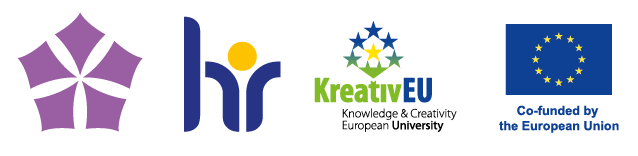 hr
KreativEU
Knowledge & Creativity
European University
Co-funded by
the European Union